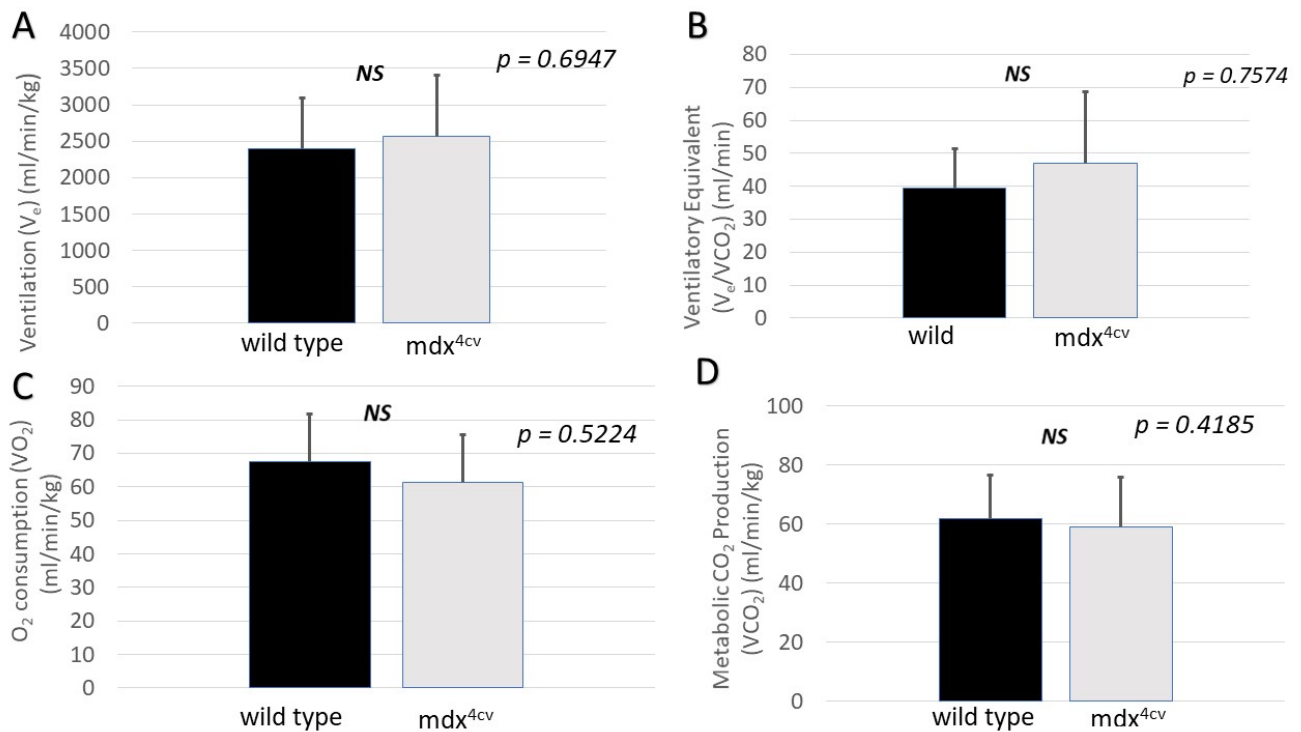 A
Ventilation (Vₑ) (ml/min/kg)
4000
3500
3000
2500
2000
1500
1000
500
0
NS
p = 0.6947
wild type
mdx⁴ᶜᵛ
B
Ventilatory Equivalent
(Vₑ/VCO₂) (ml/min)
80
70
60
50
40
30
20
10
0
NS
p = 0.7574
wild
mdx⁴ᶜᵛ
C
O₂ consumption (VO₂)
(ml/min/kg)
90
80
70
60
50
40
30
20
10
0
NS
p = 0.5224
wild type
mdx⁴ᶜᵛ
D
Metabolic CO₂ Production
(VCO₂) (ml/min/kg)
100
80
60
40
20
0
NS
p = 0.4185
wild type
mdx⁴ᶜᵛ